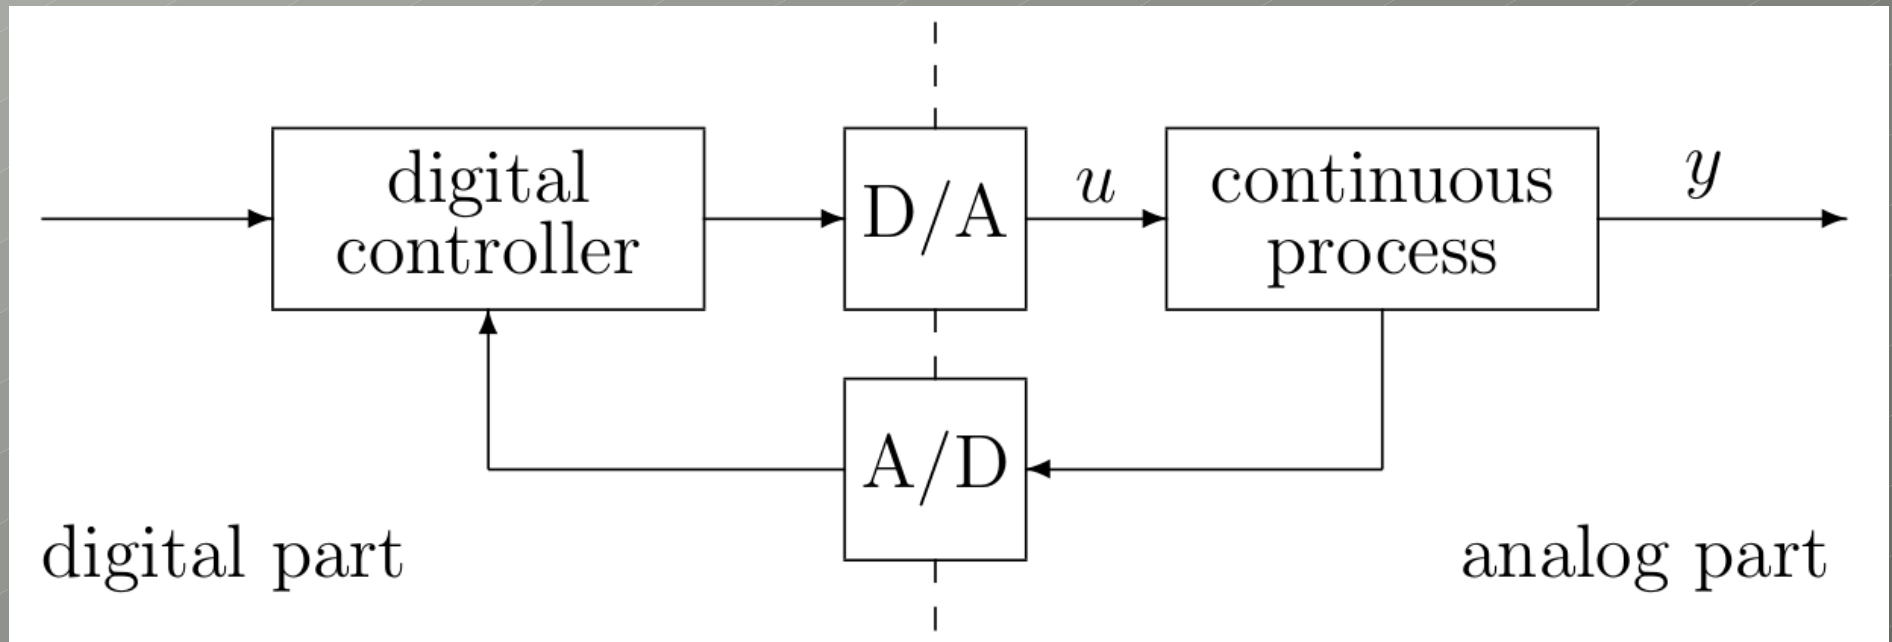 digital
controller
D/A
u
continuous
process
y
A/D
digital part
analog part